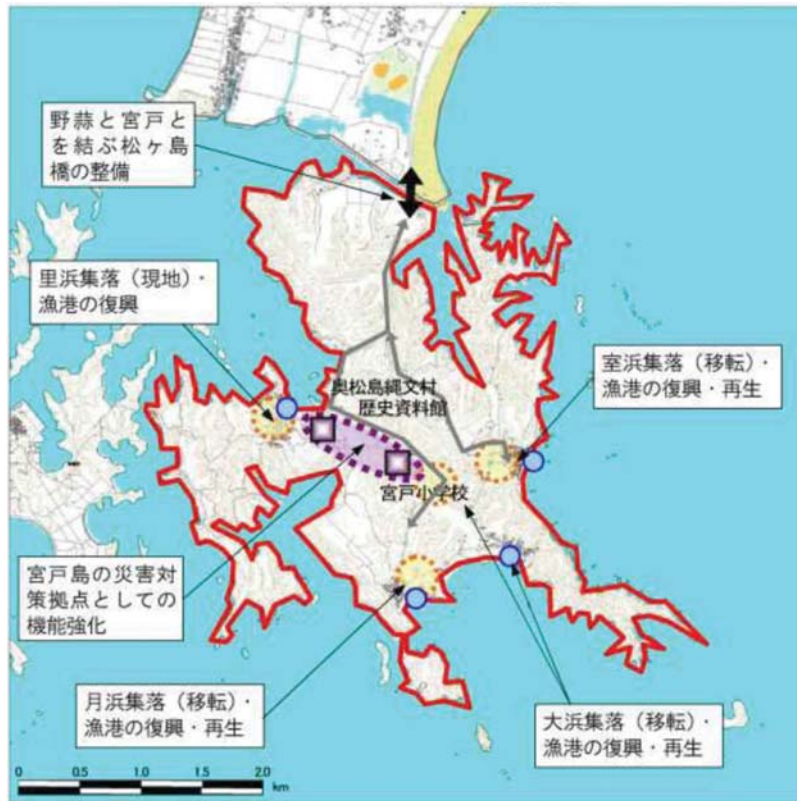 野蒜と宮戸と
を結ぶ松ヶ島
橋の整備
里浜集落（現地）・
漁港の復興
室浜集落（移転）・
漁港の復興・再生
奥松島縄文村
歴史資料館
宮戸小学校
宮戸島の災害対
策拠点としての
機能強化
月浜集落（移転）・
漁港の復興・再生
大浜集落（移転）・
漁港の復興・再生
0 0.5 1.0 1.5 2.0
km